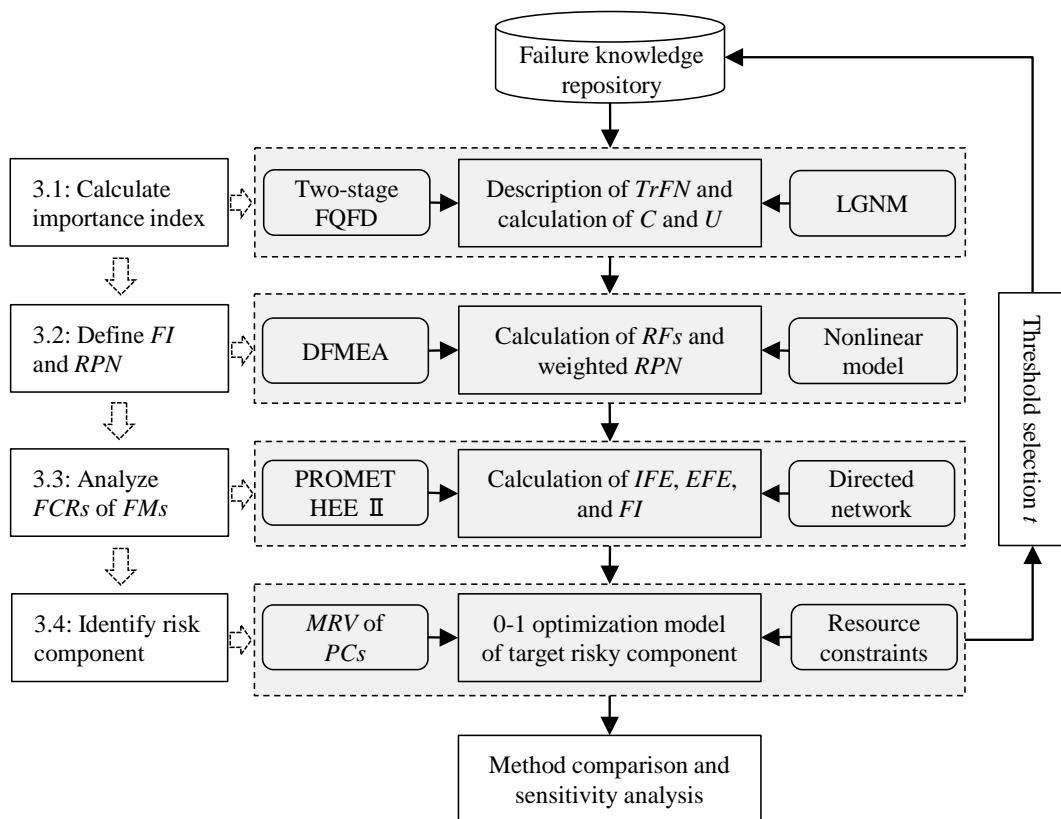 Failure knowledge
repository
3.1: Calculate
importance index
Two-stage
FQFD
Description of TrFN and
calculation of C and U
LGNM
3.2: Define FI
and RPN
DFMEA
Calculation of RFs and
weighted RPN
Nonlinear
model
Threshold selection t
3.3: Analyze
FCRs of FMs
PROMET
HEE Ⅱ
Calculation of IFE, EFE,
and FI
Directed
network
3.4: Identify risk
component
MRV of
PCs
0-1 optimization model
of target risky component
Resource
constraints
Method comparison and
sensitivity analysis